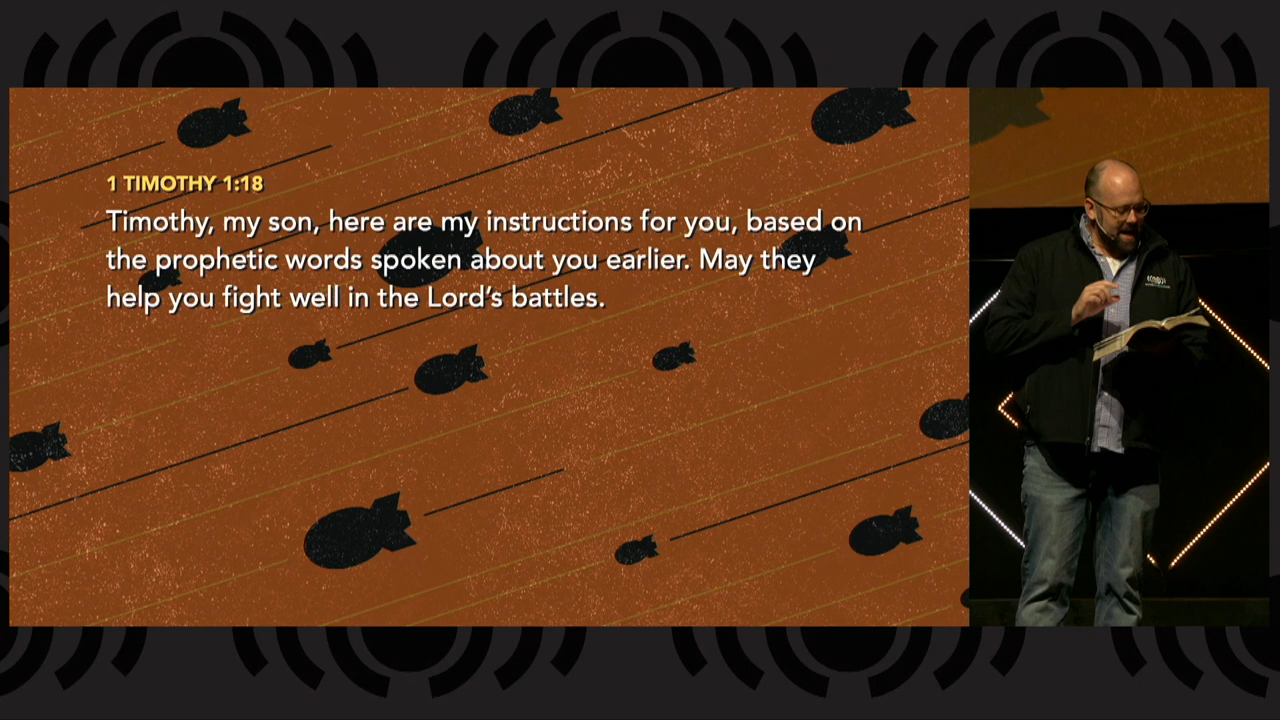 1 TIMOTHY 1:18
Timothy, my son, here are my instructions for you, based on
the prophetic words spoken about you earlier. May they
help you fight well in the Lord's battles.